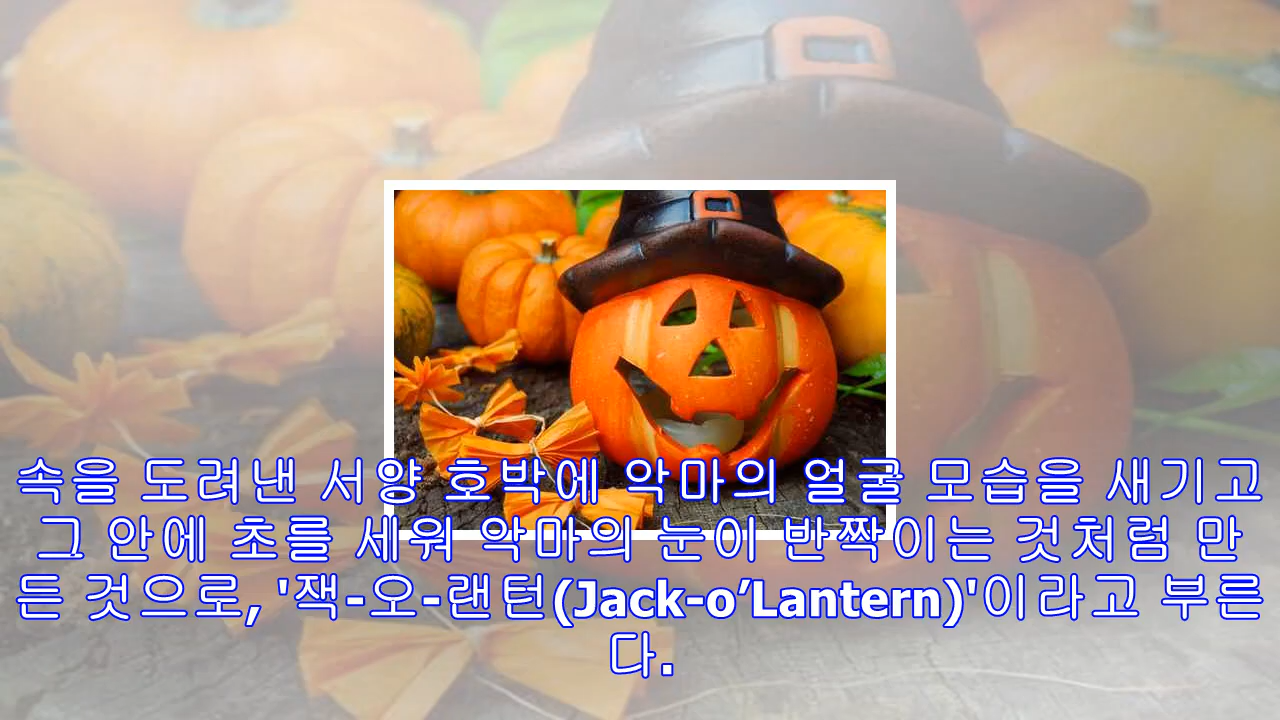 속을 도려낸 서양 호박에 악마의 얼굴 모습을 새기고
그 안에 초를 세워 악마의 눈이 반짝이는 것처럼 만
든 것으로, '잭-오-랜턴(Jack-o’Lantern)'이라고 부른
다.